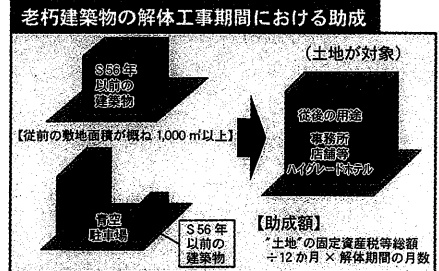 老朽建築物の解体工事期間における助成
(土地が対象)
S56年
以前の
建築物
【従前の敷地面積が概ね1,000㎡以上】
青空
駐車場
S56年
以前の
建築物
従後の用途
事務所
店舗等
ハイグレードホテル
【助成額】
"土地"の固定資産税等総額
÷12か月×解体期間の月数